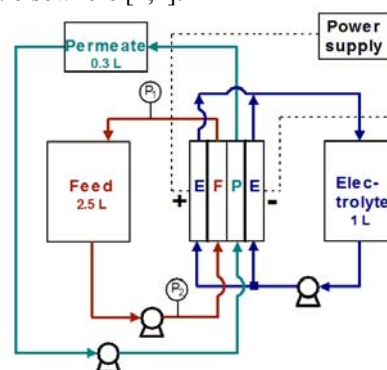 Permeate
0.3 L
Power
supply
P1
Feed
2.5 L
E F P E
+
-
Elec-
trolyte
1 L
P2